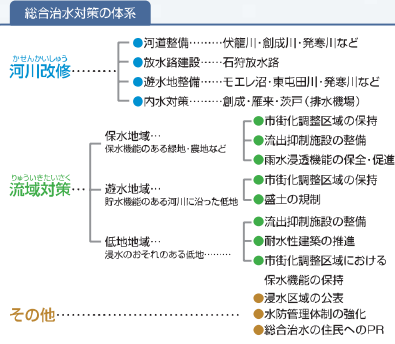 総合治水対策の体系
かせんかいしゅう
河川改修
●河道整備………伏籠川・創成川・発寒川など
●放水路建設……石狩放水路
●遊水地整備……モエレ沼・東屯田川・発寒川など
●内水対策………創成・雁来・茨戸(排水機場)
りゅういきたいさく
流域対策
保水地域…
保水機能のある緑地・農地など
●市街化調整区域の保持
●流出抑制施設の整備
●雨水浸透機能の保全・促進
遊水地域…
貯水機能のある河川に沿った低地
●市街化調整区域の保持
●盛土の規制
低地地域…
浸水のおそれのある低地………
●流出抑制施設の整備
●耐水性建築の推進
●市街化調整区域における
保水機能の保持
その他
●浸水区域の公表
●水防管理体制の強化
●総合治水の住民へのPR